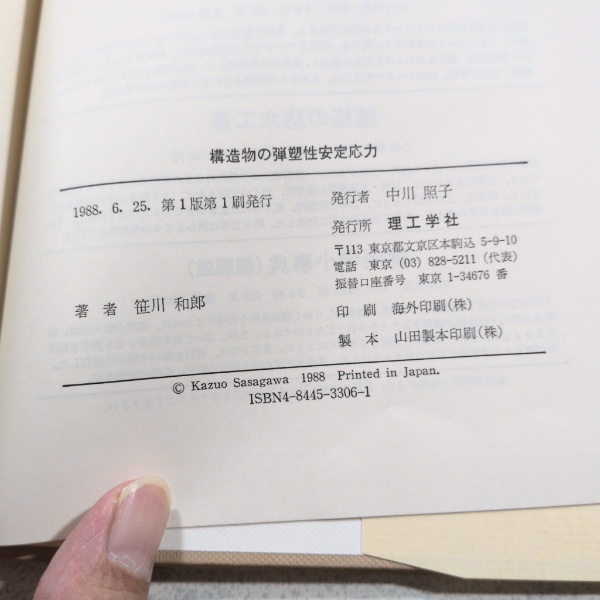 構造物の弾塑性安定応力
1988. 6. 25. 第1版第1刷発行
著 者 笹川 和郎
発行者 中川 照子
発行所 理工学社
〒113 東京都文京区本駒込 5-9-10
電話 東京 (03) 828-5211 (代表)
振替口座番号 東京 1-34676 番
印 刷 海外印刷(株)
製 本 山田製本印刷(株)
© Kazuo Sasagawa 1988 Printed in Japan.
ISBN4-8445-3306-1